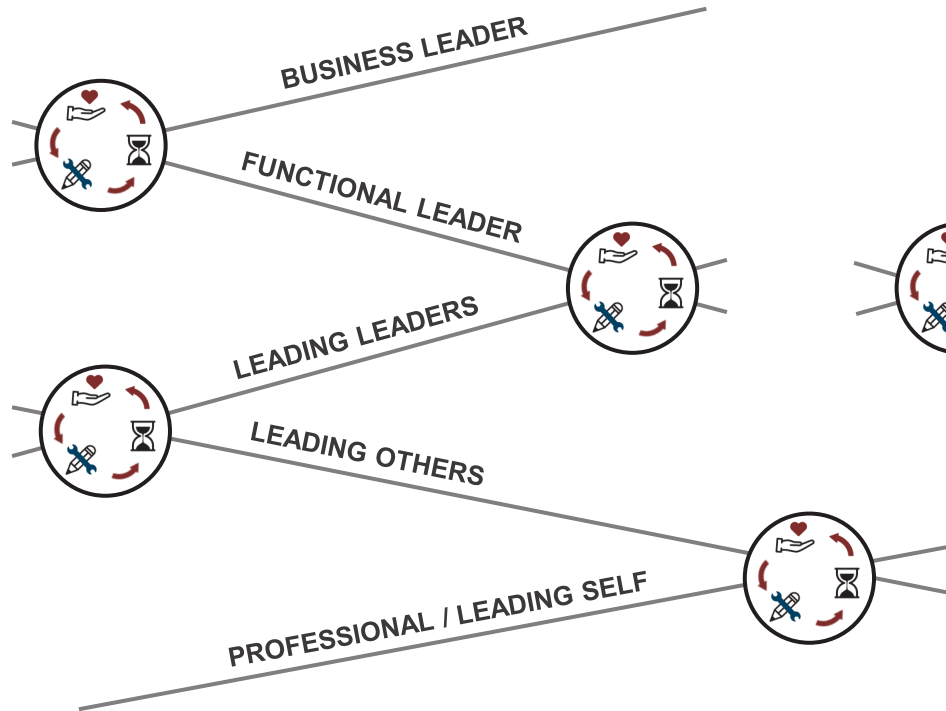 BUSINESS LEADER
FUNCTIONAL LEADER
LEADING LEADERS
LEADING OTHERS
PROFESSIONAL / LEADING SELF